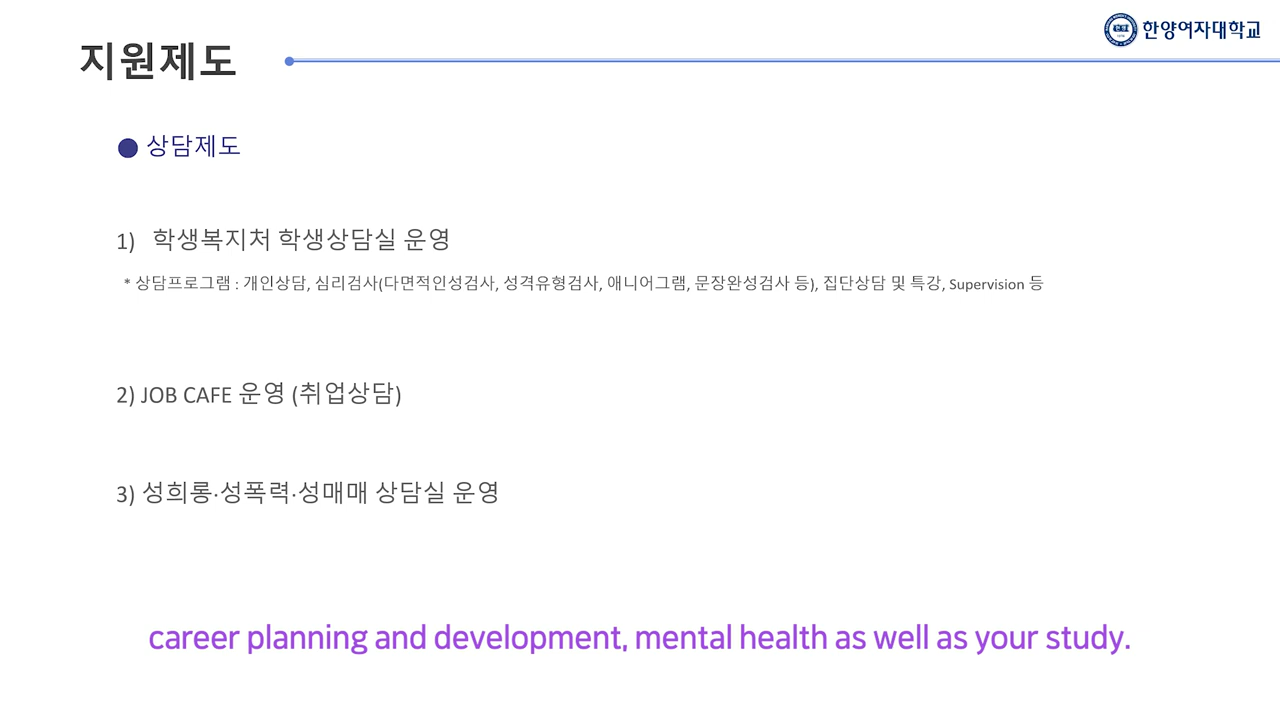 한양여자대학교
지원제도
● 상담제도
1) 학생복지처 학생상담실 운영
* 상담프로그램 : 개인상담, 심리검사(다면적인성검사, 성격유형검사, 애니어그램, 문장완성검사 등), 집단상담 및 특강, Supervision 등
2) JOB CAFE 운영 (취업상담)
3) 성희롱·성폭력·성매매 상담실 운영
career planning and development, mental health as well as your study.